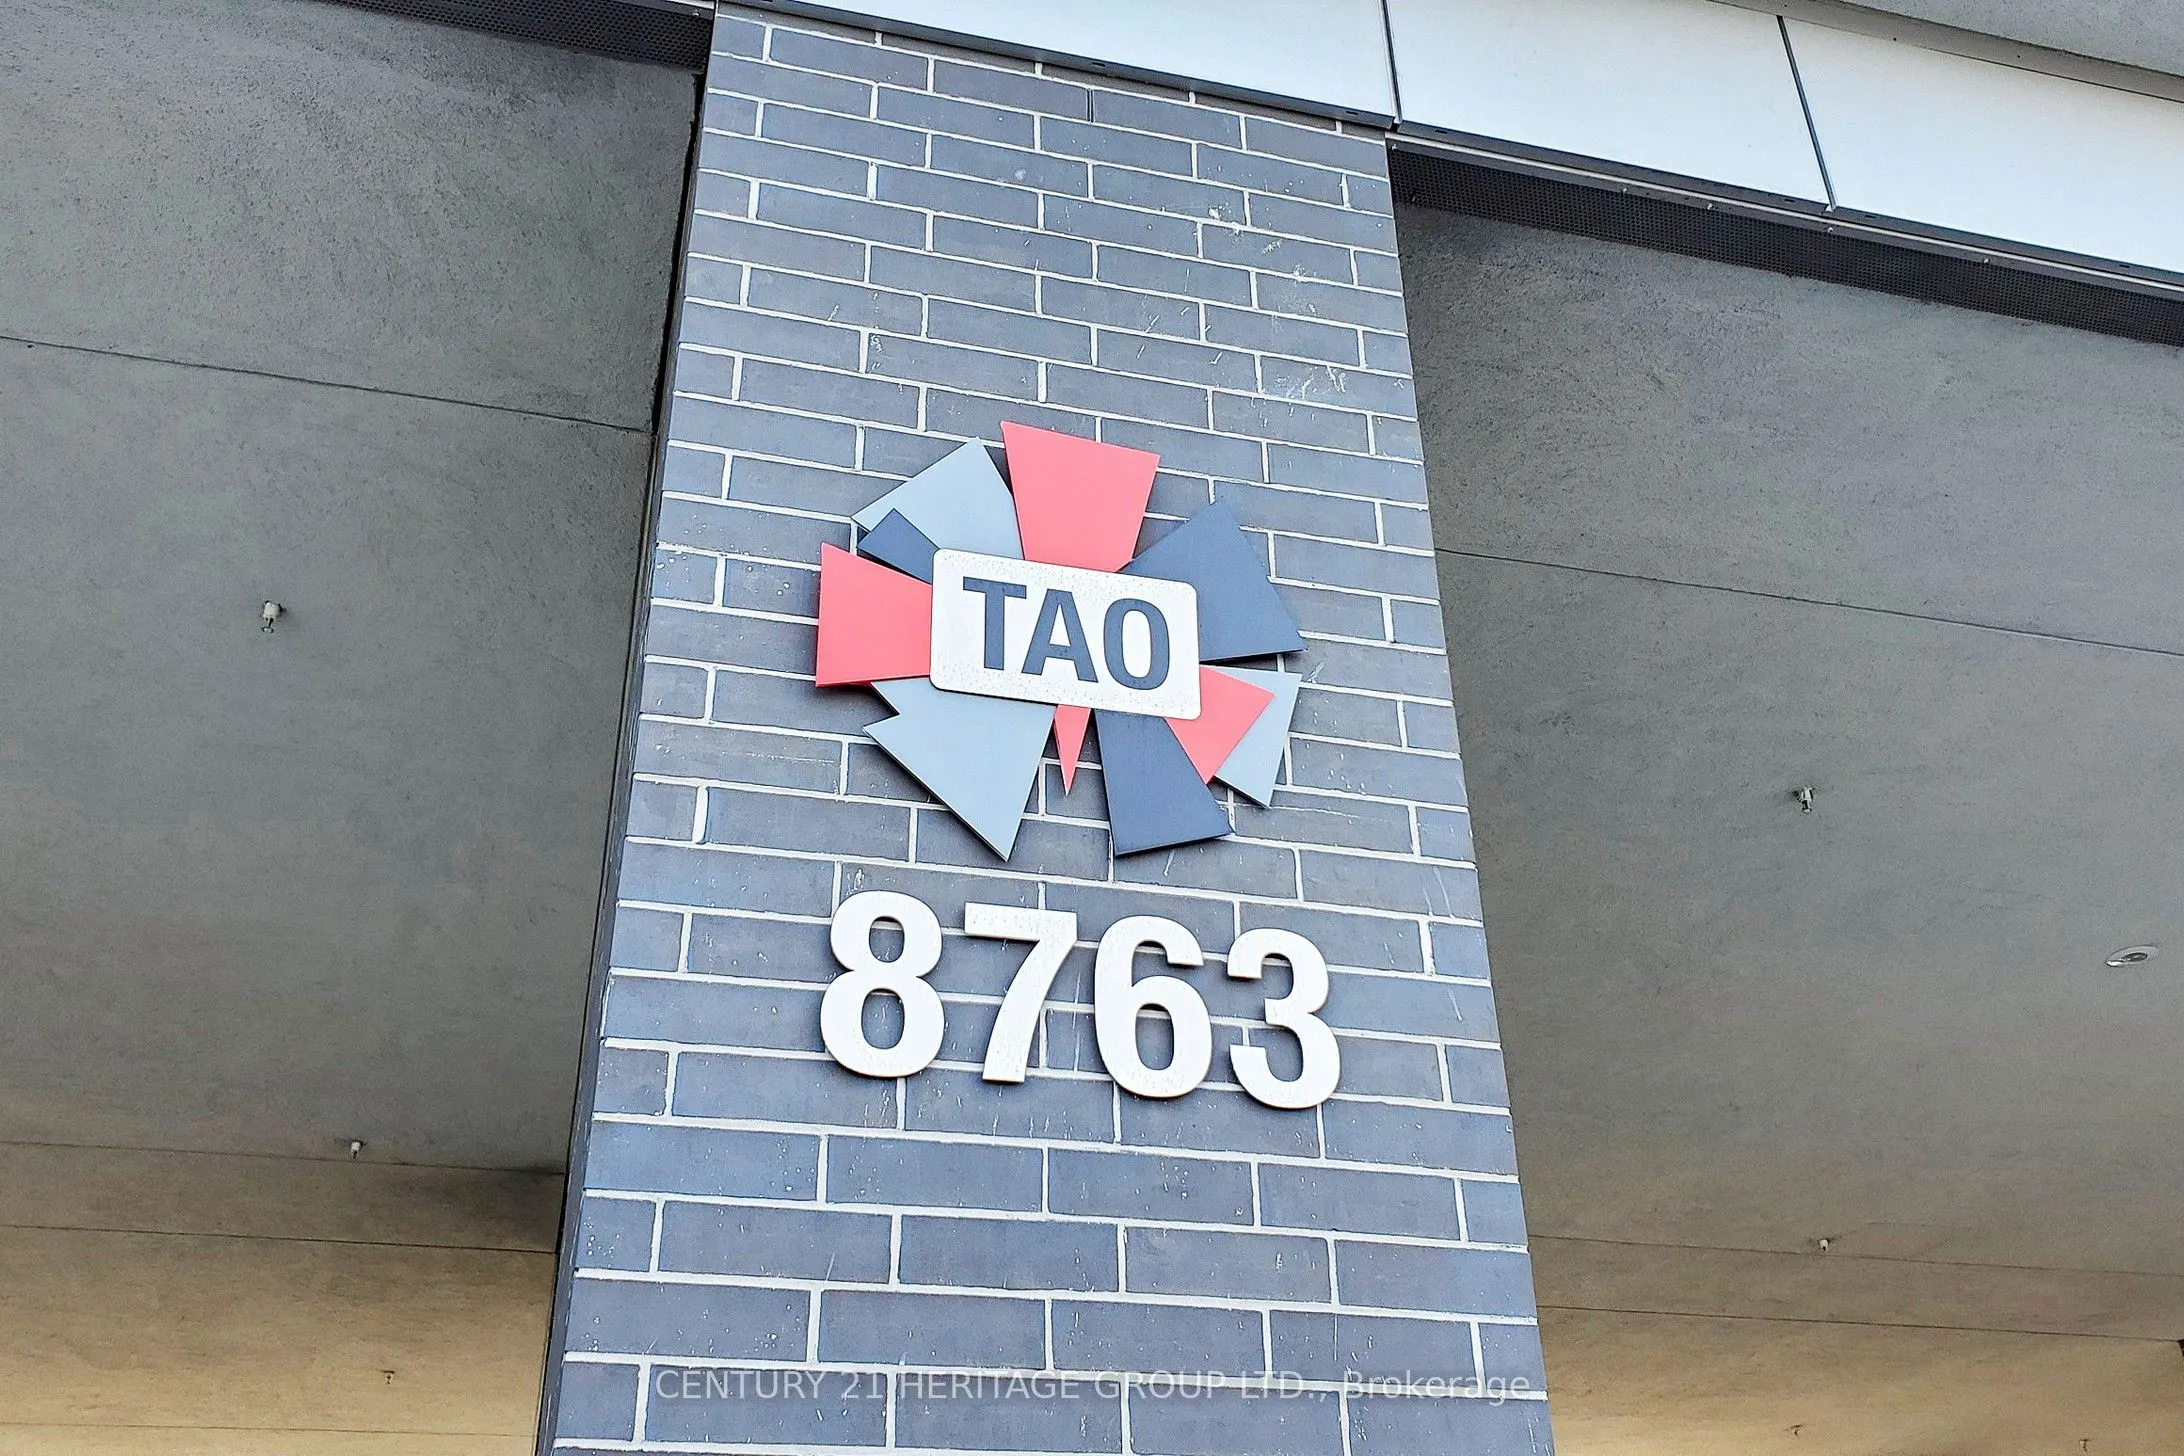 TAO
8763
CENTURY 21 HERITAGE GROUP LTD., Brokerage